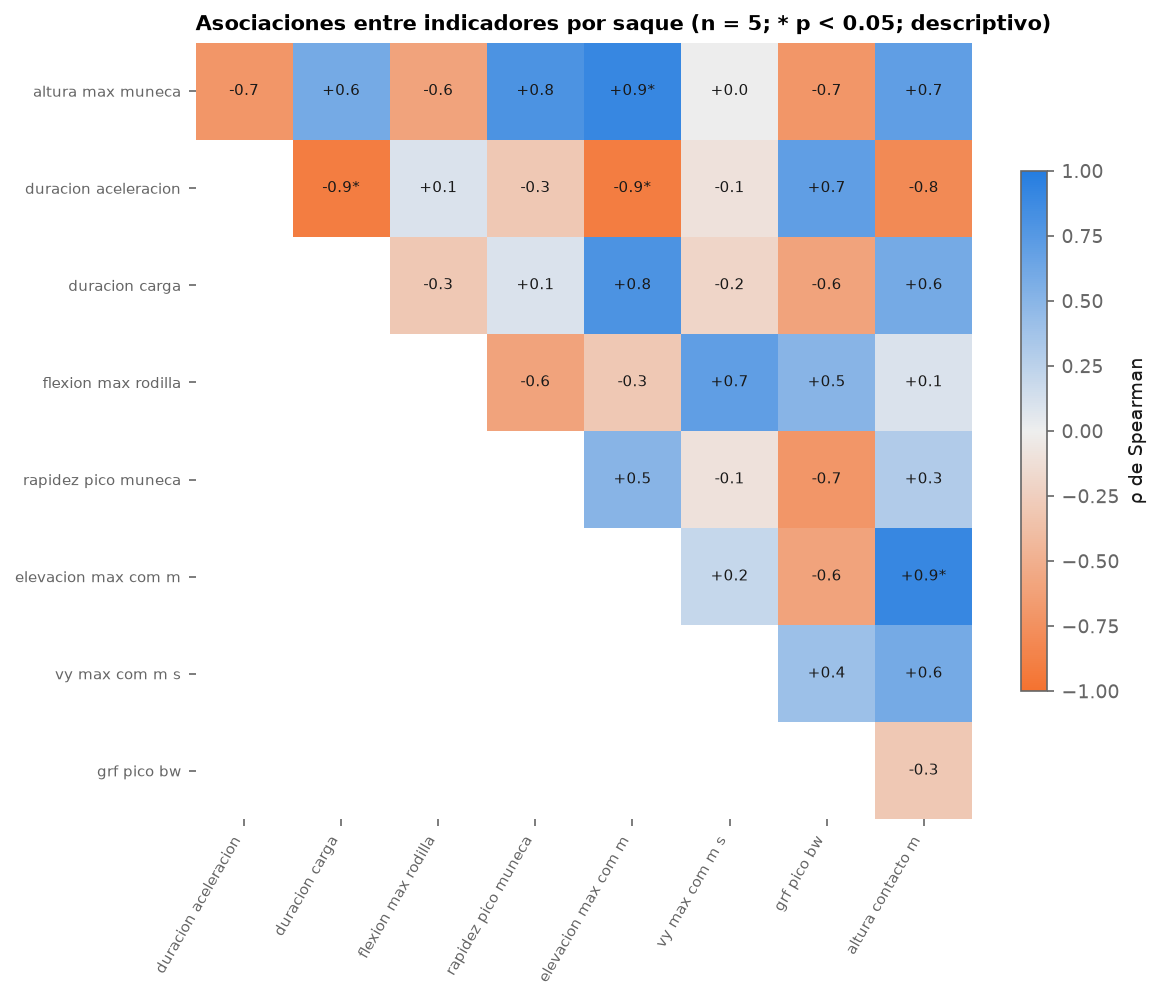 Asociaciones entre indicadores por saque (n = 5; * p < 0.05; descriptivo)
altura max muneca -0.7 +0.6 -0.6 +0.8 +0.9* +0.0 -0.7 +0.7
duracion aceleracion -0.9* +0.1 -0.3 -0.9* -0.1 +0.7 -0.8
duracion carga -0.3 +0.1 +0.8 -0.2 -0.6 +0.6
flexion max rodilla -0.6 -0.3 +0.7 +0.5 +0.1
rapidez pico muneca +0.5 -0.1 -0.7 +0.3
elevacion max com m +0.2 -0.6 +0.9*
vy max com m s +0.4 +0.6
grf pico bw -0.3
duracion aceleracion
duracion carga
flexion max rodilla
rapidez pico muneca
elevacion max com m
vy max com m s
grf pico bw
altura contacto m
1.00
0.75
0.50
0.25
0.00
−0.25
−0.50
−0.75
−1.00
ρ de Spearman